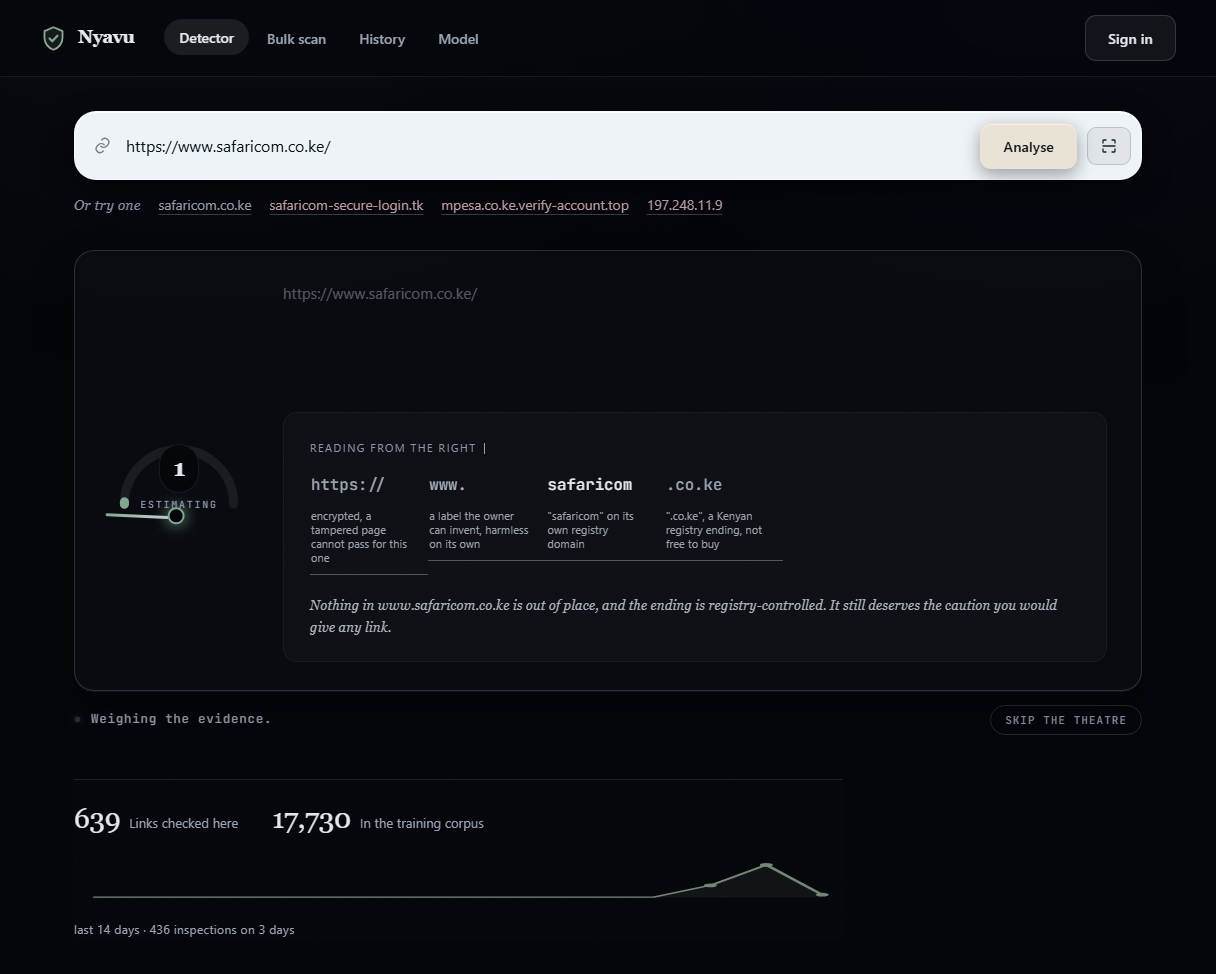 Nyavu
Detector
Bulk scan
History
Model
Sign in
https://www.safaricom.co.ke/
Analyse
Or try one safaricom.co.ke safaricom-secure-login.tk mpesa.co.ke.verify-account.top 197.248.11.9
https://www.safaricom.co.ke/
1
ESTIMATING
READING FROM THE RIGHT
https://
encrypted, a
tampered page
cannot pass for this
one
www.
a label the owner
can invent, harmless
on its own
safaricom
"safaricom" on its
own registry
domain
.co.ke
".co.ke", a Kenyan
registry ending, not
free to buy
Nothing in www.safaricom.co.ke is out of place, and the ending is registry-controlled. It still deserves the caution you would
give any link.
Weighing the evidence.
SKIP THE THEATRE
639 Links checked here
17,730 In the training corpus
last 14 days · 436 inspections on 3 days